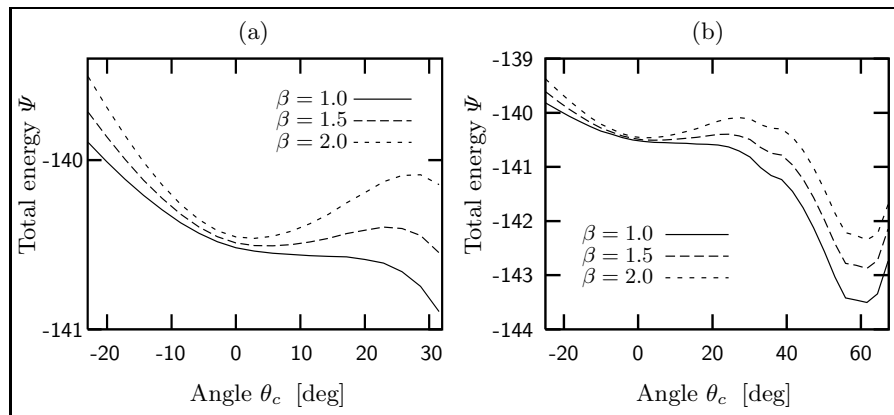 (a)
Total energy Ψ
-140
-141
β = 1.0
β = 1.5
β = 2.0
-20 -10 0 10 20 30
Angle θc [deg]
(b)
Total energy Ψ
-139
-140
-141
-142
-143
-144
β = 1.0
β = 1.5
β = 2.0
-20 0 20 40 60
Angle θc [deg]